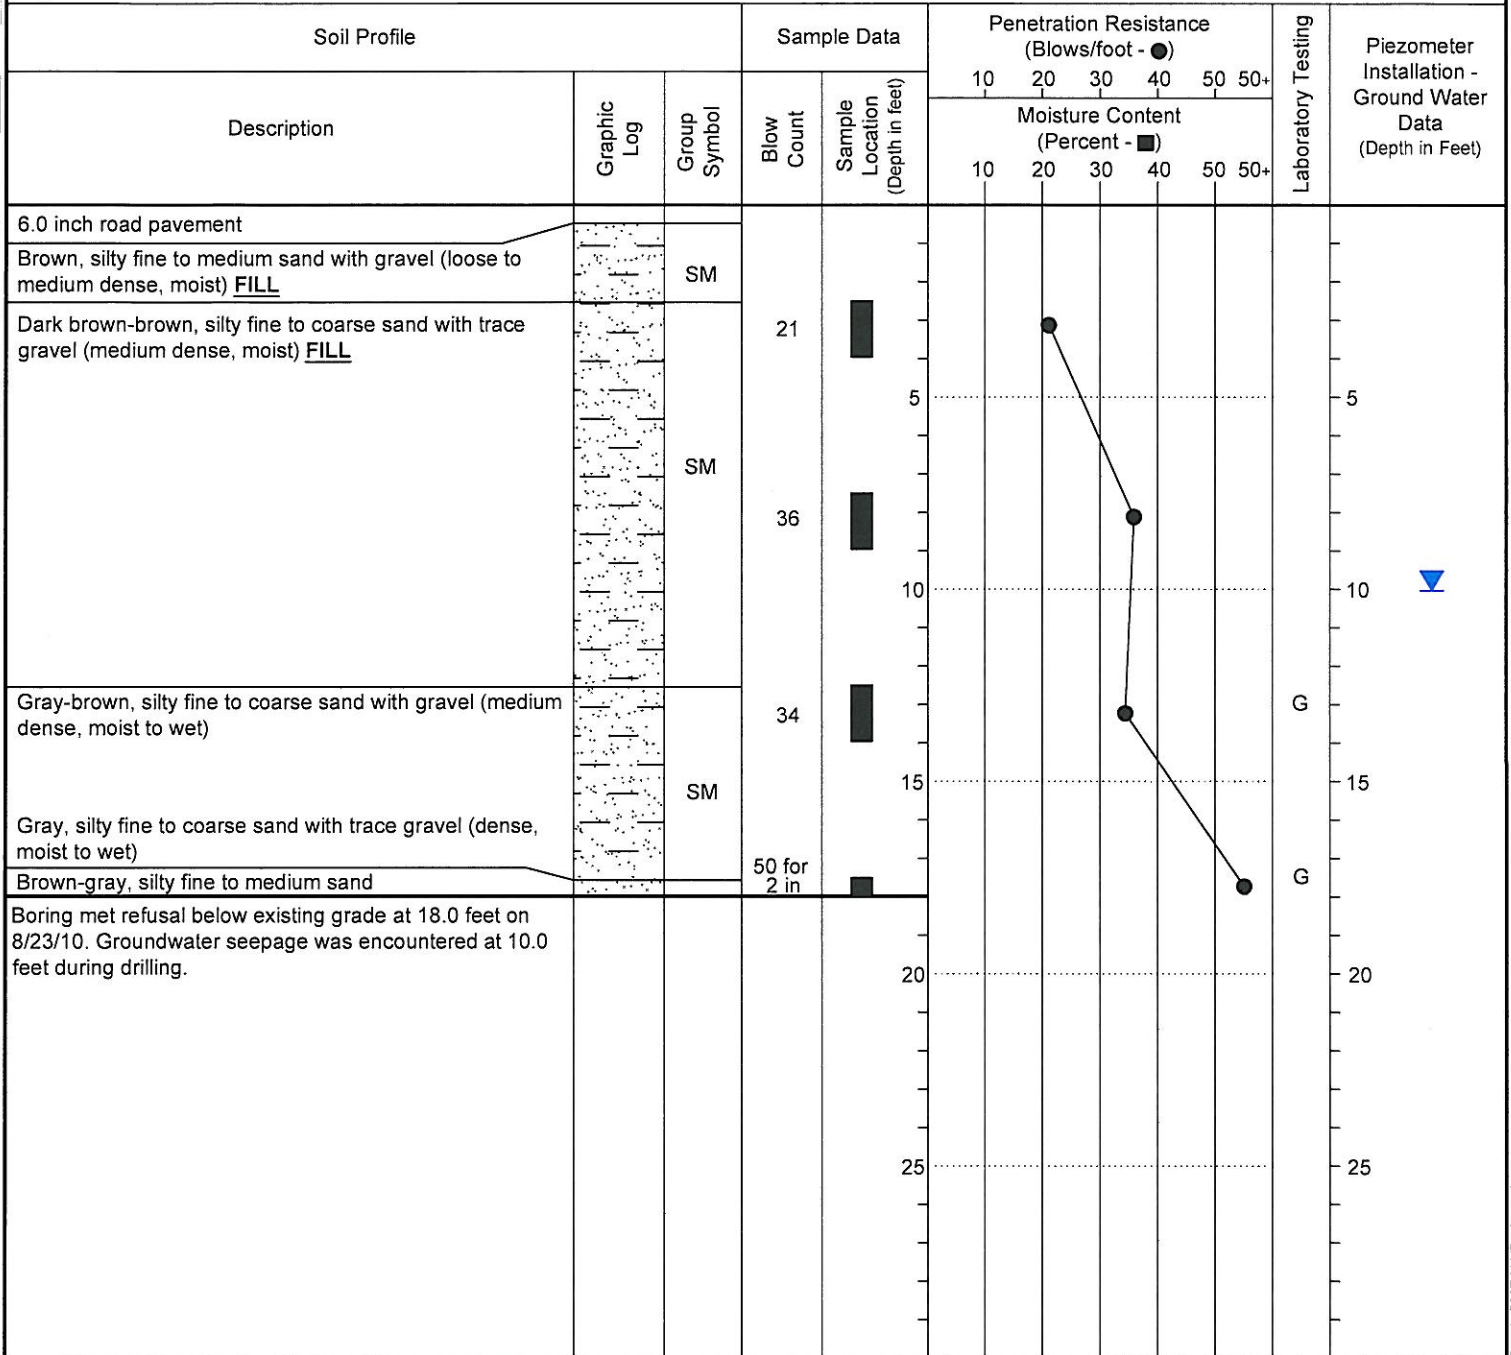 Soil Profile
Sample Data
Penetration Resistance
(Blows/foot - ●)
10 20 30 40 50 50+
Moisture Content
(Percent - ■)
10 20 30 40 50 50+
Laboratory Testing
Piezometer
Installation -
Ground Water
Data
(Depth in Feet)
Description
Graphic
Log
Group
Symbol
Blow
Count
Sample
Location
(Depth in feet)
6.0 inch road pavement
Brown, silty fine to medium sand with gravel (loose to
medium dense, moist) FILL
SM
Dark brown-brown, silty fine to coarse sand with trace
gravel (medium dense, moist) FILL
21
5
5
SM
36
10
10
Gray-brown, silty fine to coarse sand with gravel (medium
dense, moist to wet)
34
G
15
15
SM
Gray, silty fine to coarse sand with trace gravel (dense,
moist to wet)
50 for
2 in
G
Brown-gray, silty fine to medium sand
Boring met refusal below existing grade at 18.0 feet on
8/23/10. Groundwater seepage was encountered at 10.0
feet during drilling.
20
20
25
25